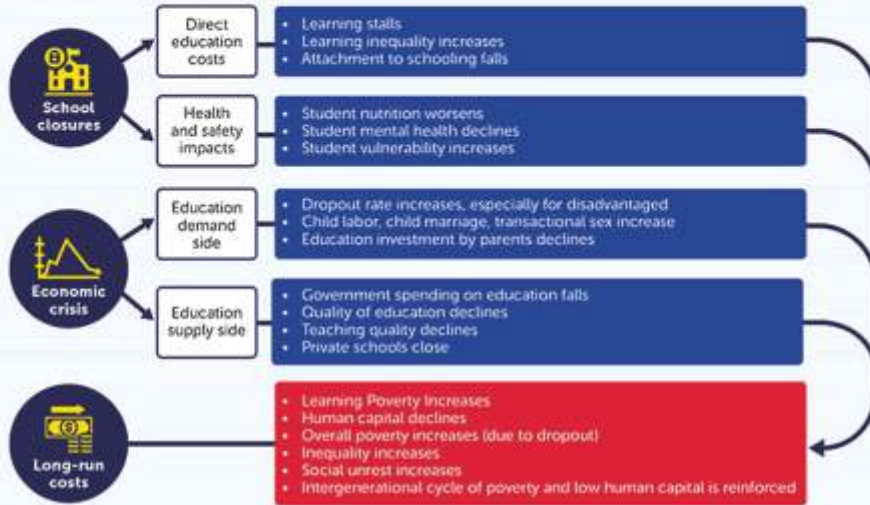 School
closures
Direct
education
costs
• Learning stalls
• Learning inequality increases
• Attachment to schooling falls
Health
and safety
impacts
• Student nutrition worsens
• Student mental health declines
• Student vulnerability increases
Economic
crisis
Education
demand
side
• Dropout rate increases, especially for disadvantaged
• Child labor, child marriage, transactional sex increase
• Education investment by parents declines
Education
supply side
• Government spending on education falls
• Quality of education declines
• Teaching quality declines
• Private schools close
Long-run
costs
• Learning Poverty Increases
• Human capital declines
• Overall poverty increases (due to dropout)
• Inequality increases
• Social unrest increases
• Intergenerational cycle of poverty and low human capital is reinforced